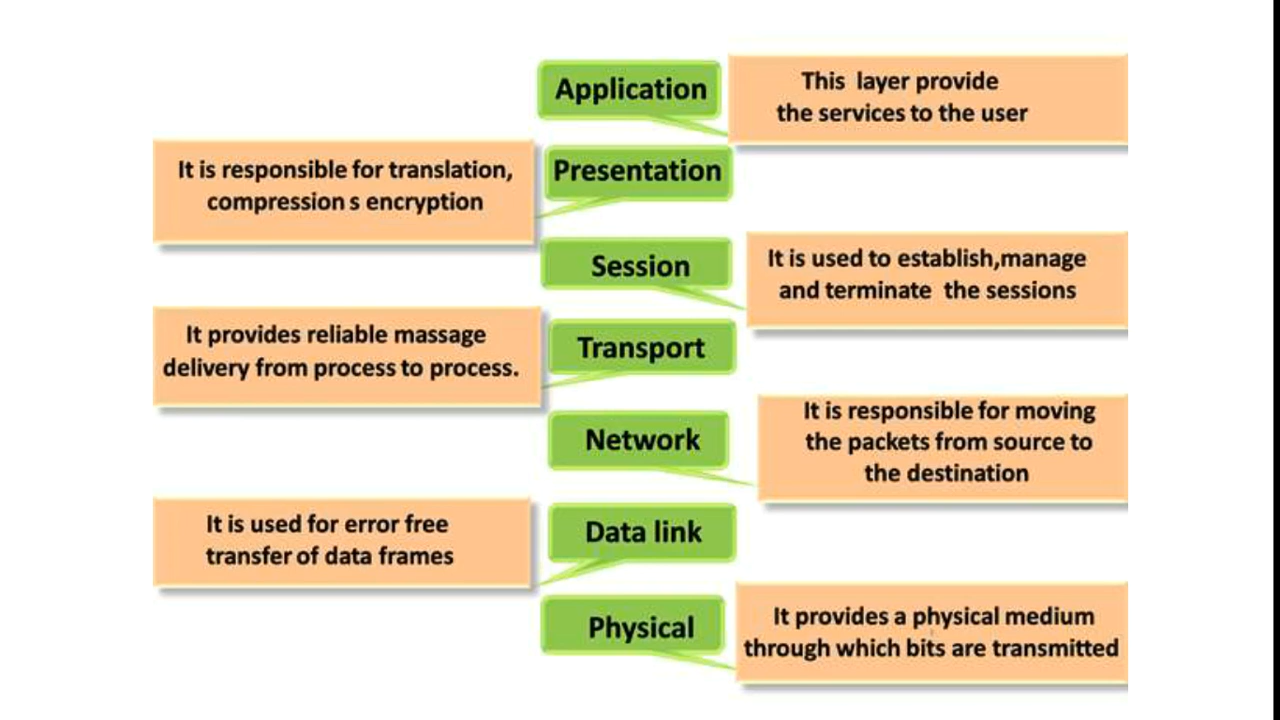 Application
This layer provide
the services to the user
Presentation
It is responsible for translation,
compression s encryption
Session
It is used to establish,manage
and terminate the sessions
Transport
It provides reliable massage
delivery from process to process.
Network
It is responsible for moving
the packets from source to
the destination
Data link
It is used for error free
transfer of data frames
Physical
It provides a physical medium
through which bits are transmitted